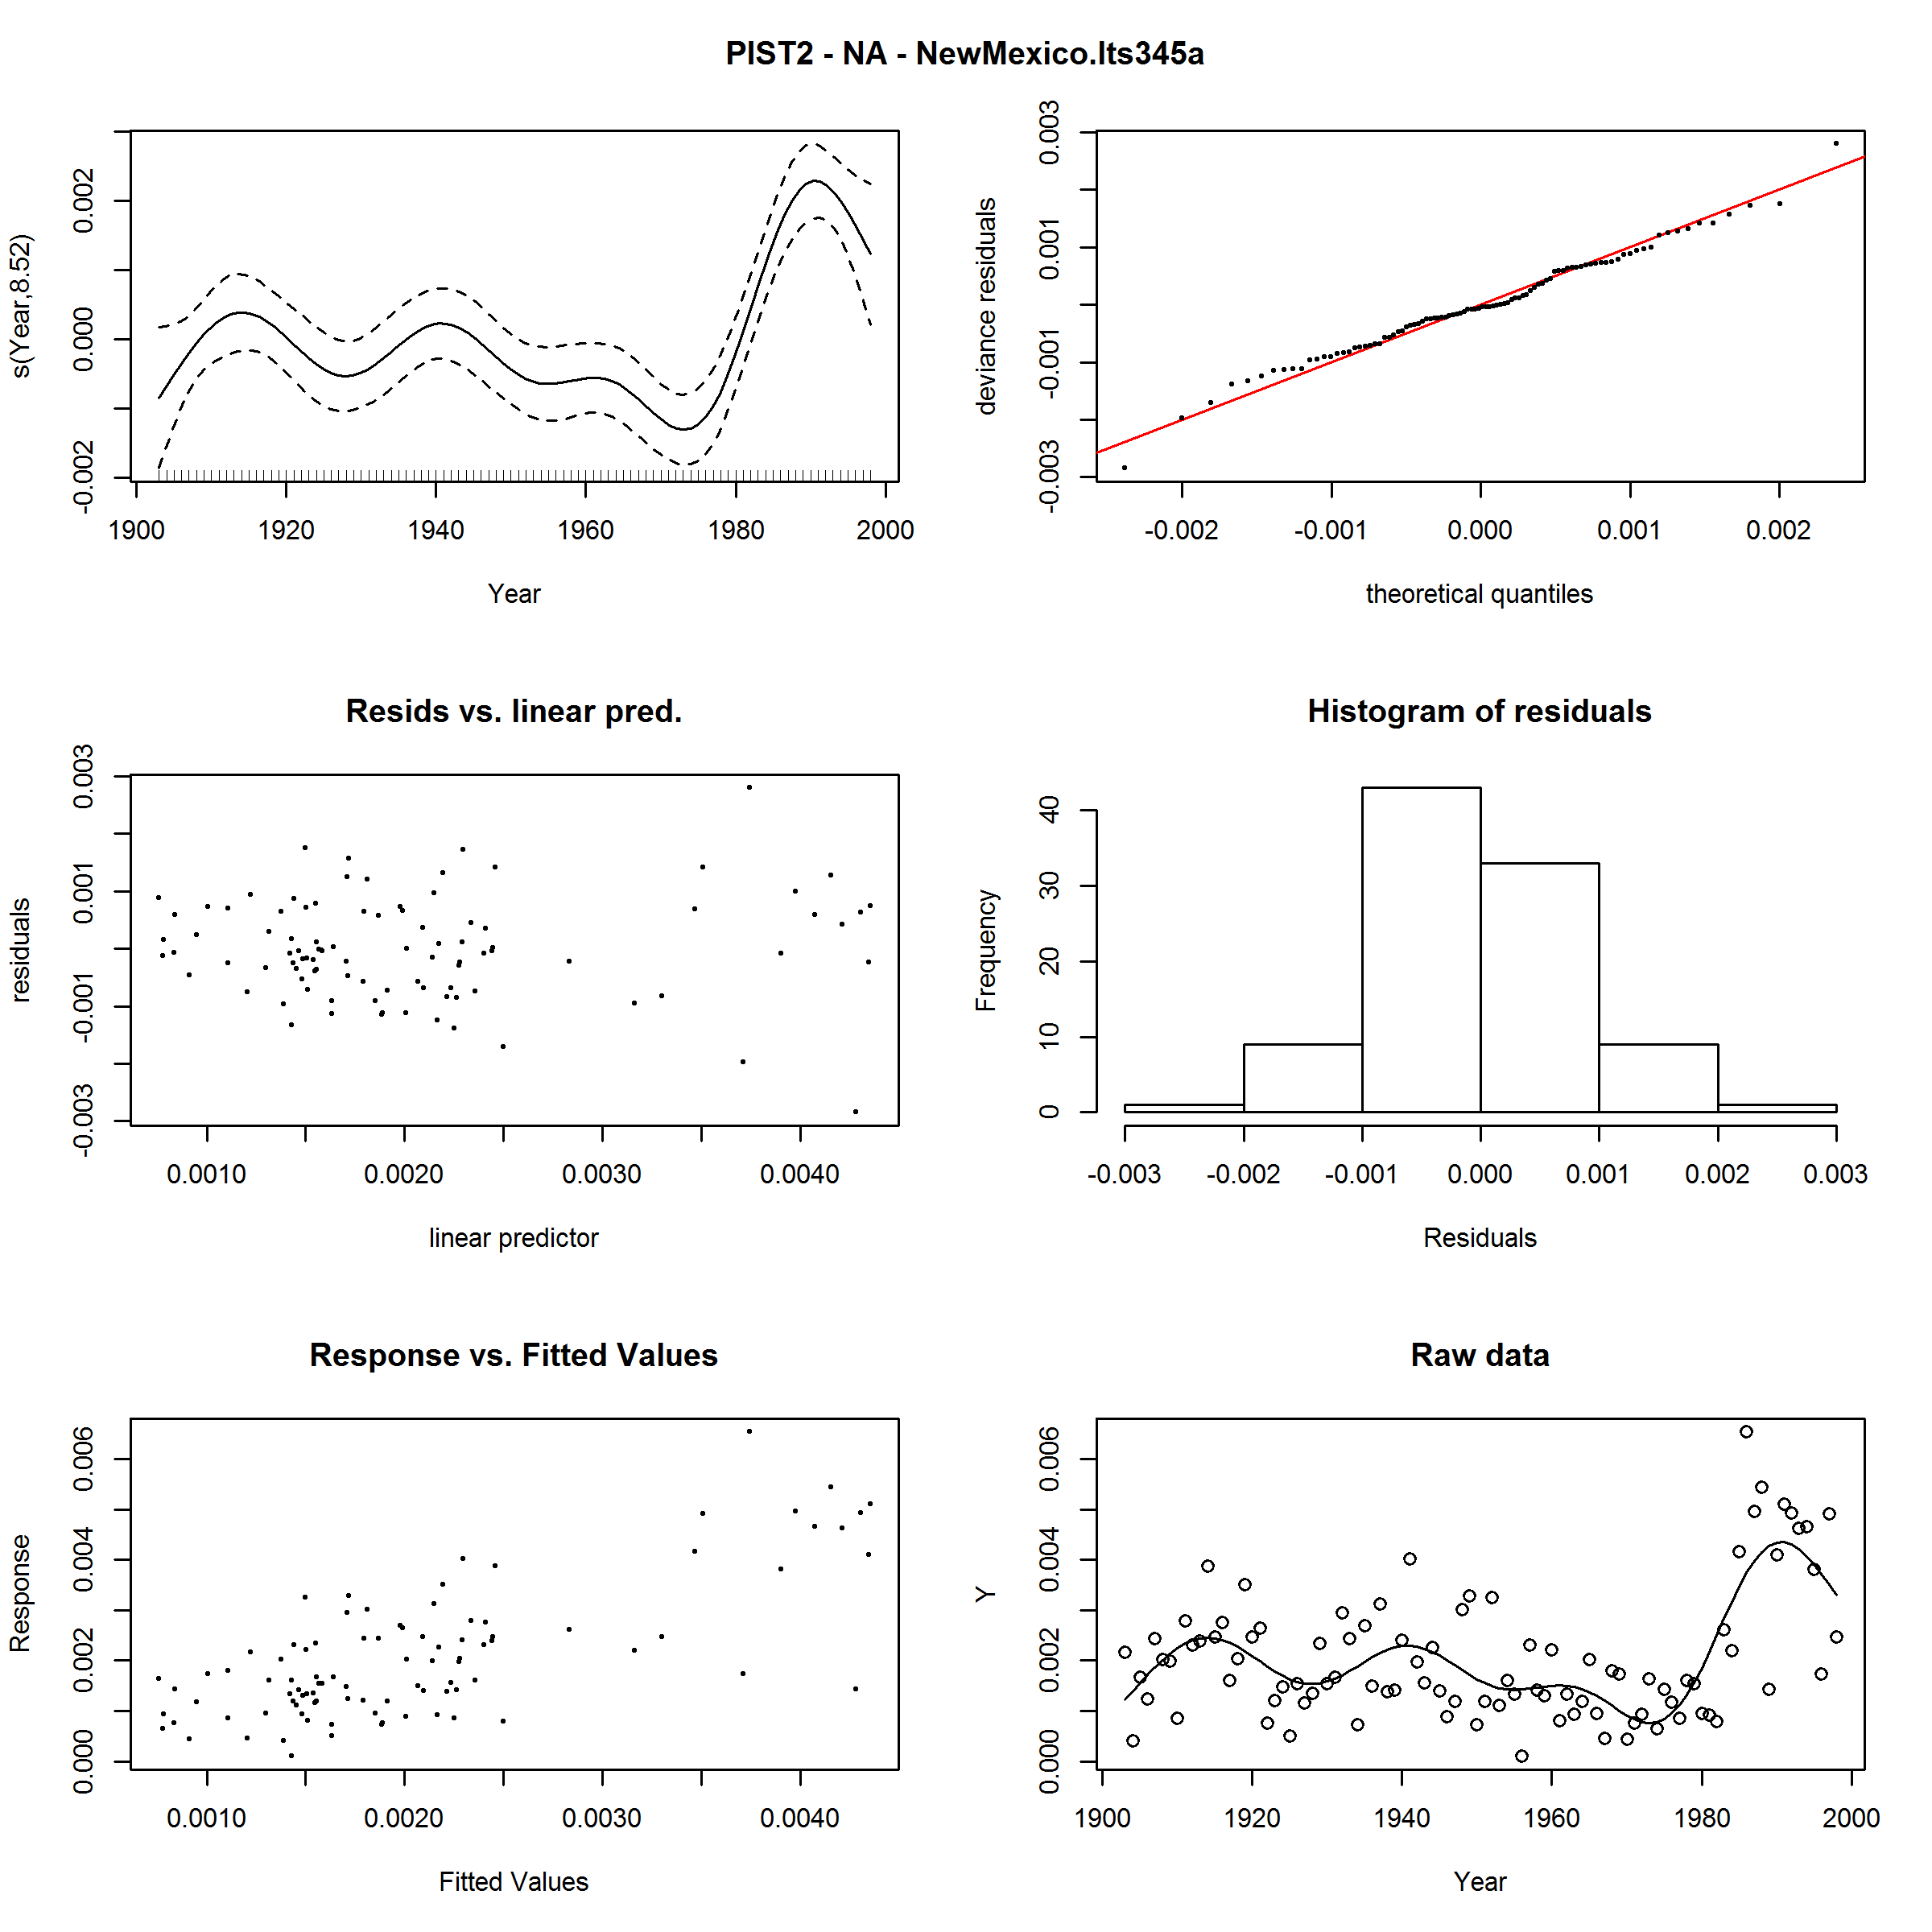 PIST2 - NA - NewMexico.lts345a
s(Year,8.52)
-0.002 0.000 0.002
1900 1920 1940 1960 1980 2000
Year
deviance residuals
-0.003 -0.001 0.001 0.003
-0.002 -0.001 0.000 0.001 0.002
theoretical quantiles
Resids vs. linear pred.
residuals
-0.003 -0.001 0.001 0.003
0.0010 0.0020 0.0030 0.0040
linear predictor
Histogram of residuals
Frequency
0 10 20 30 40
-0.003 -0.002 -0.001 0.000 0.001 0.002 0.003
Residuals
Response vs. Fitted Values
Response
0.000 0.002 0.004 0.006
0.0010 0.0020 0.0030 0.0040
Fitted Values
Raw data
Y
0.000 0.002 0.004 0.006
1900 1920 1940 1960 1980 2000
Year